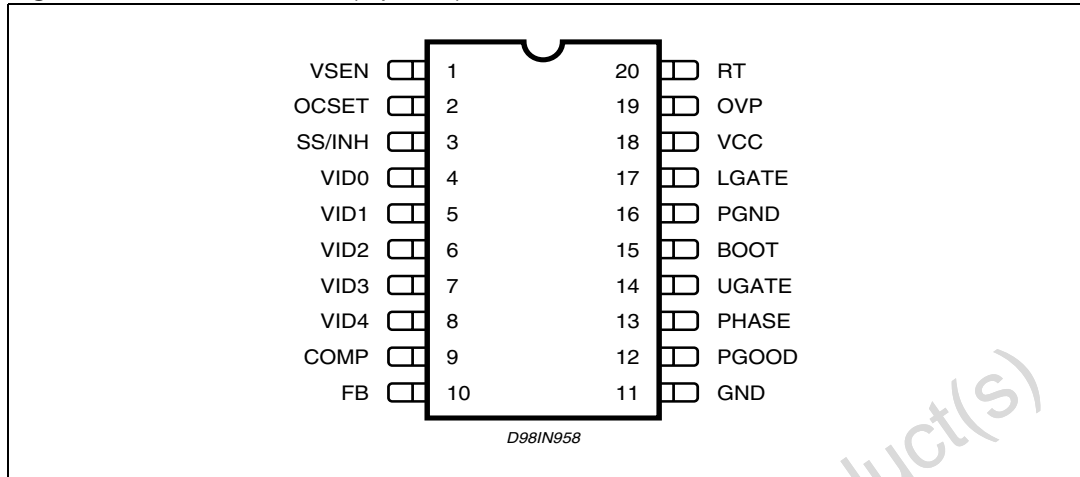 VSEN 1 20 RT
OCSET 2 19 OVP
SS/INH 3 18 VCC
VID0 4 17 LGATE
VID1 5 16 PGND
VID2 6 15 BOOT
VID3 7 14 UGATE
VID4 8 13 PHASE
COMP 9 12 PGOOD
FB 10 11 GND
D98IN958